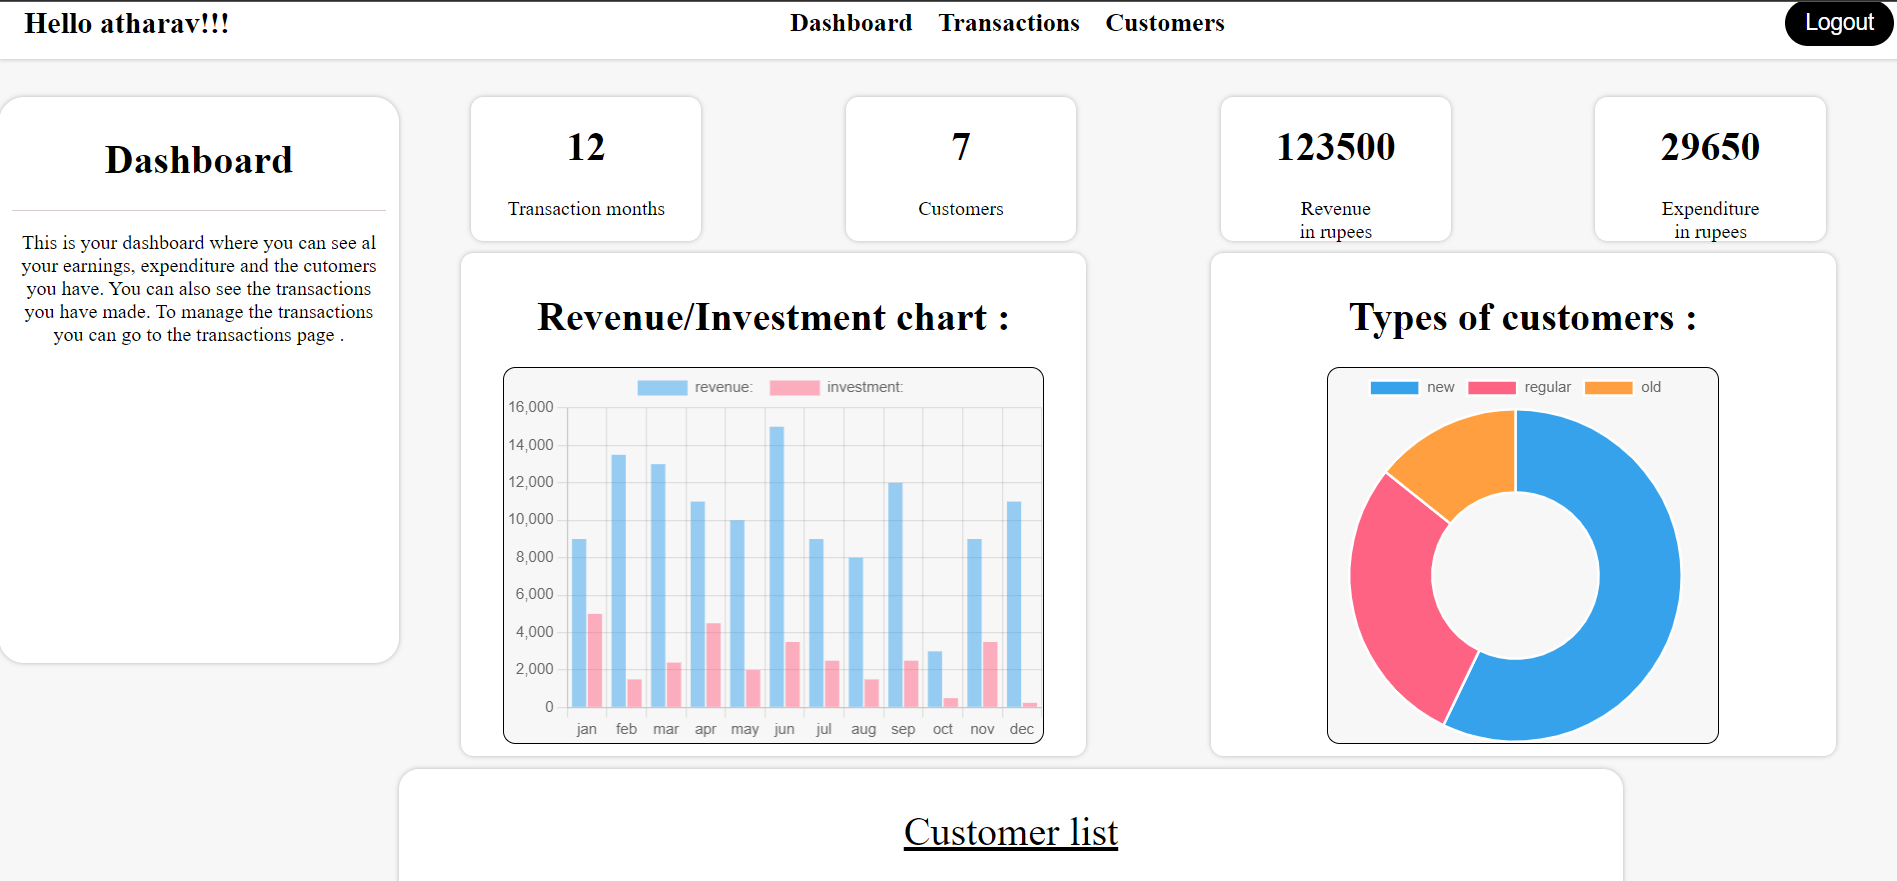 Hello atharav!!!
Dashboard Transactions Customers
Logout
Dashboard
This is your dashboard where you can see al
your earnings, expenditure and the cutomers
you have. You can also see the transactions
you have made. To manage the transactions
you can go to the transactions page .
12
Transaction months
7
Customers
123500
Revenue
in rupees
29650
Expenditure
in rupees
Revenue/Investment chart :
revenue: investment:
16,000
14,000
12,000
10,000
8,000
6,000
4,000
2,000
0
jan feb mar apr may jun jul aug sep oct nov dec
Types of customers :
new regular old
Customer list